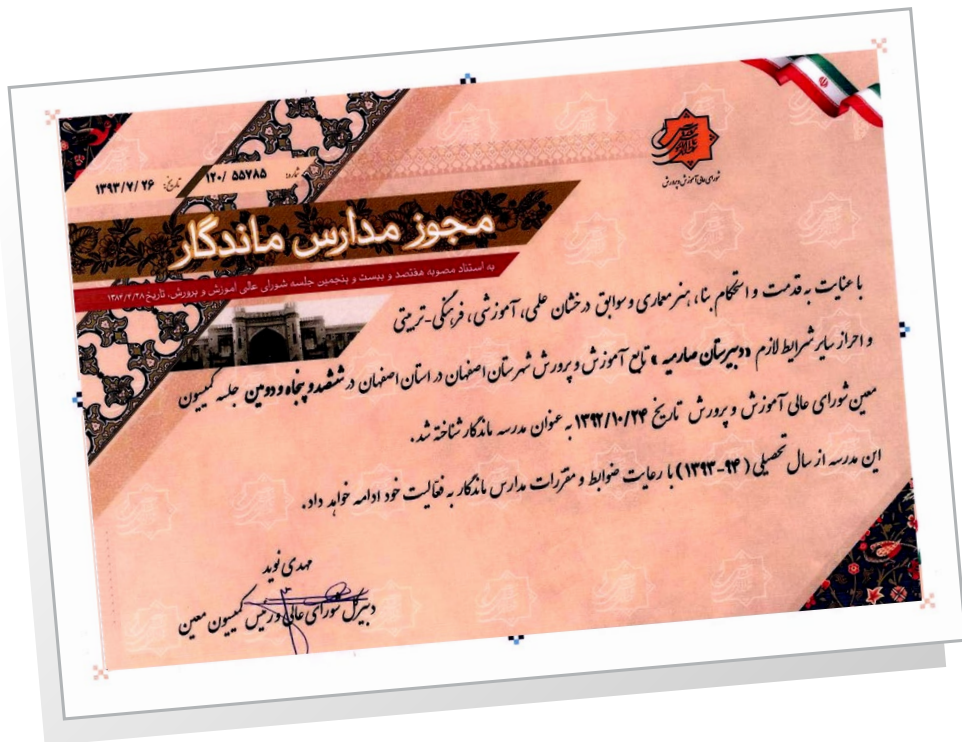 شورای عالی آموزش و پرورش
شماره: ۱۲۰/ ۵۵۷۸۵
تاریخ: ۱۳۹۳/۷/۲۶
مجوز مدارس ماندگار
به استناد مصوبه هفتصد و بیست و پنجمین جلسه شورای عالی آموزش و پرورش، تاریخ ۱۳۸۴/۴/۲۸
با عنایت به قدمت و استحکام بنا، هنر معماری و سوابق درخشان علمی، آموزشی، فرهنگی-تربیتی
و احراز سایر شرایط لازم «دبیرستان صارمیه» تابع آموزش و پرورش شهرستان اصفهان در استان اصفهان در ششصد و پنجاه و دومین جلسه کمیسیون
معین شورای عالی آموزش و پرورش تاریخ ۱۳۹۲/۱۰/۲۴ به عنوان مدرسه ماندگار شناخته شد.
این مدرسه از سال تحصیلی (۹۴-۱۳۹۳) با رعایت ضوابط و مقررات مدارس ماندگار به فعالیت خود ادامه خواهد داد.
مهدی نوید
دبیرکل شورای عالی و رئیس کمیسیون معین